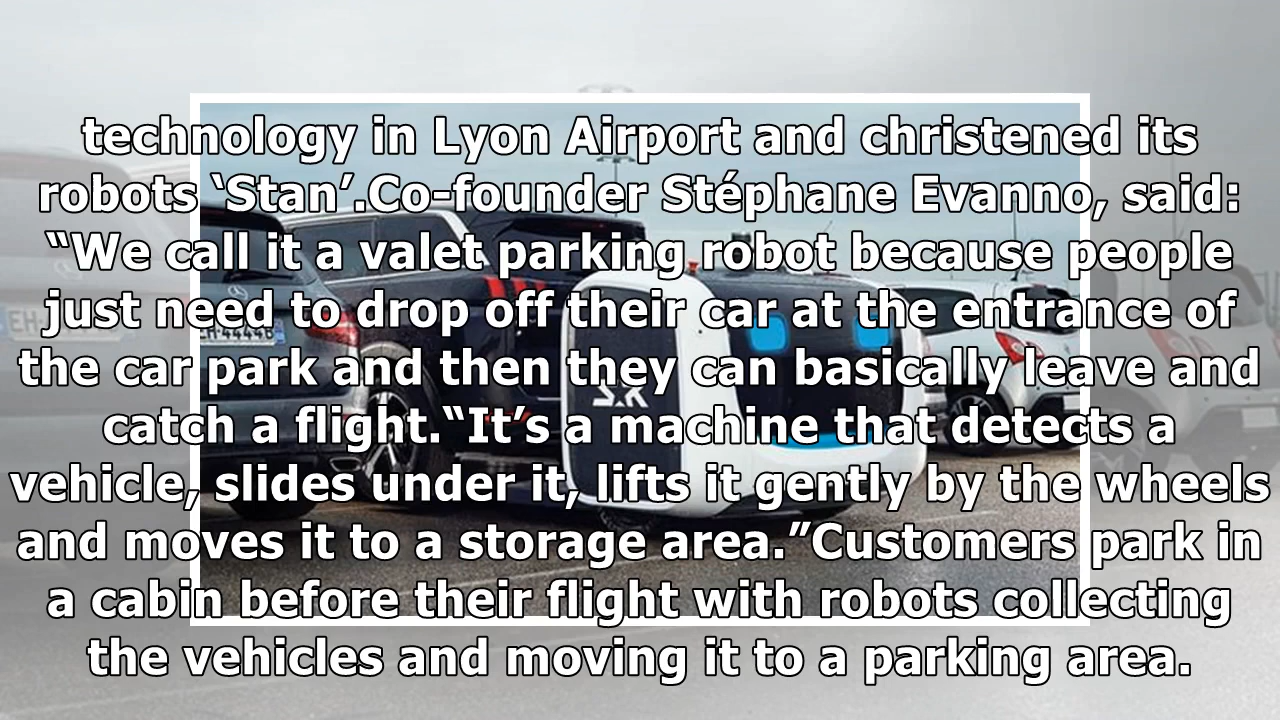 technology in Lyon Airport and christened its
robots ‘Stan’.Co-founder Stéphane Evanno, said:
“We call it a valet parking robot because people
just need to drop off their car at the entrance of
the car park and then they can basically leave and
catch a flight.“It’s a machine that detects a
vehicle, slides under it, lifts it gently by the wheels
and moves it to a storage area.”Customers park in
a cabin before their flight with robots collecting
the vehicles and moving it to a parking area.